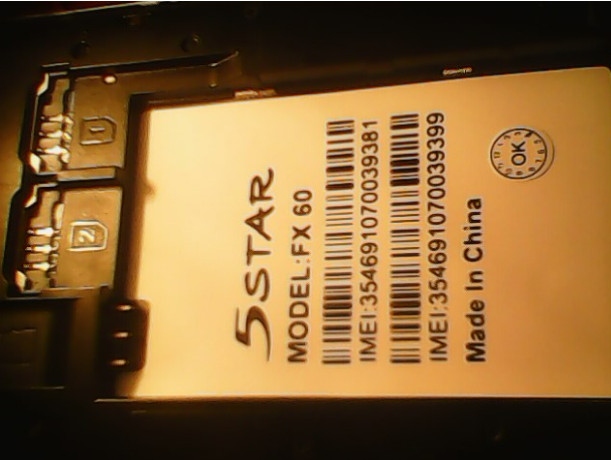 5STAR
MODEL:FX 60
IMEI:354691070039381
IMEI:354691070039399
Made In China
OK
1
2